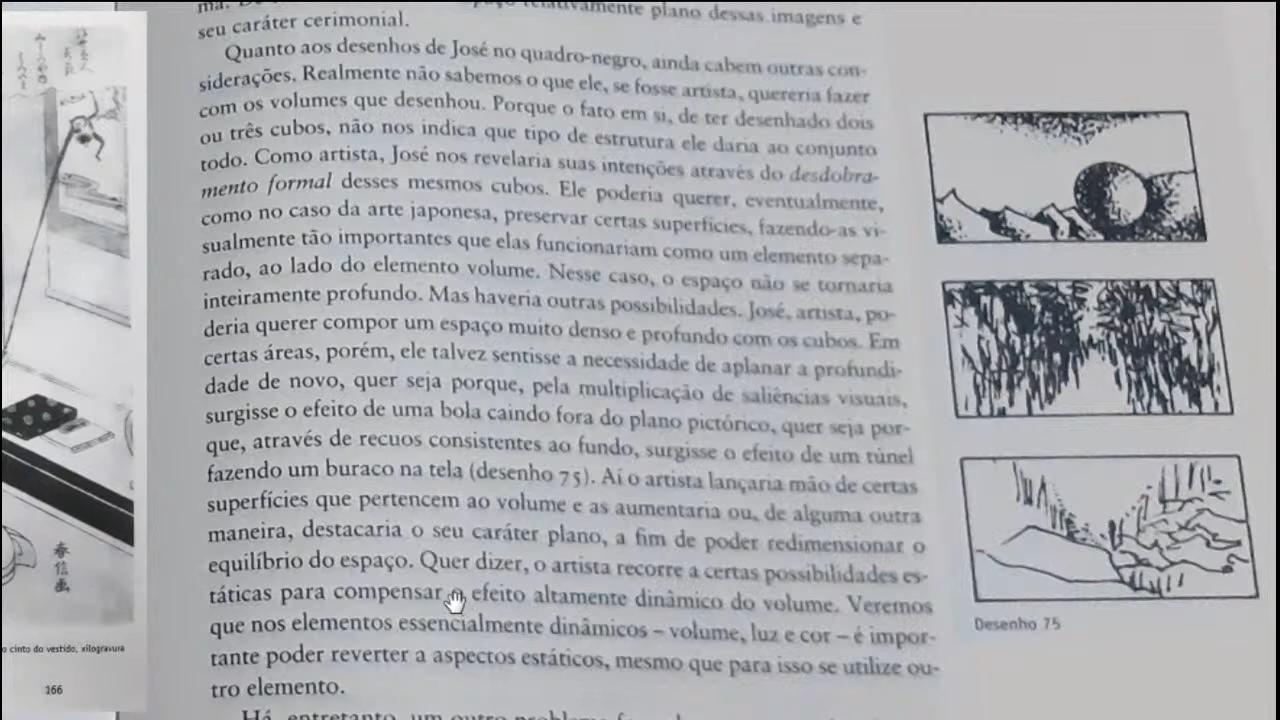 relativamente plano dessas imagens e
seu caráter cerimonial.
Quanto aos desenhos de José no quadro-negro, ainda cabem outras con-
siderações. Realmente não sabemos o que ele, se fosse artista, quereria fazer
com os volumes que desenhou. Porque o fato em si, de ter desenhado dois
ou três cubos, não nos indica que tipo de estrutura ele daria ao conjunto
todo. Como artista, José nos revelaria suas intenções através do desdobra-
mento formal desses mesmos cubos. Ele poderia querer, eventualmente,
como no caso da arte japonesa, preservar certas superfícies, fazendo-as vi-
sualmente tão importantes que elas funcionariam como um elemento sepa-
rado, ao lado do elemento volume. Nesse caso, o espaço não se tornaria
inteiramente profundo. Mas haveria outras possibilidades. José, artista, po-
deria querer compor um espaço muito denso e profundo com os cubos. Em
certas áreas, porém, ele talvez sentisse a necessidade de aplanar a profundi-
dade de novo, quer seja porque, pela multiplicação de saliências visuais,
surgisse o efeito de uma bola caindo fora do plano pictórico, quer seja por-
que, através de recuos consistentes ao fundo, surgisse o efeito de um túnel
fazendo um buraco na tela (desenho 75). Aí o artista lançaria mão de certas
superfícies que pertencem ao volume e as aumentaria ou, de alguma outra
maneira, destacaria o seu caráter plano, a fim de poder redimensionar o
equilíbrio do espaço. Quer dizer, o artista recorre a certas possibilidades es-
táticas para compensar efeito altamente dinâmico do volume. Veremos
que nos elementos essencialmente dinâmicos – volume, luz e cor – é impor-
tante poder reverter a aspectos estáticos, mesmo que para isso se utilize ou-
tro elemento.
Há, entretanto, um outro problema
Desenho 75
春信画
o cinto do vestido, xilogravura
166